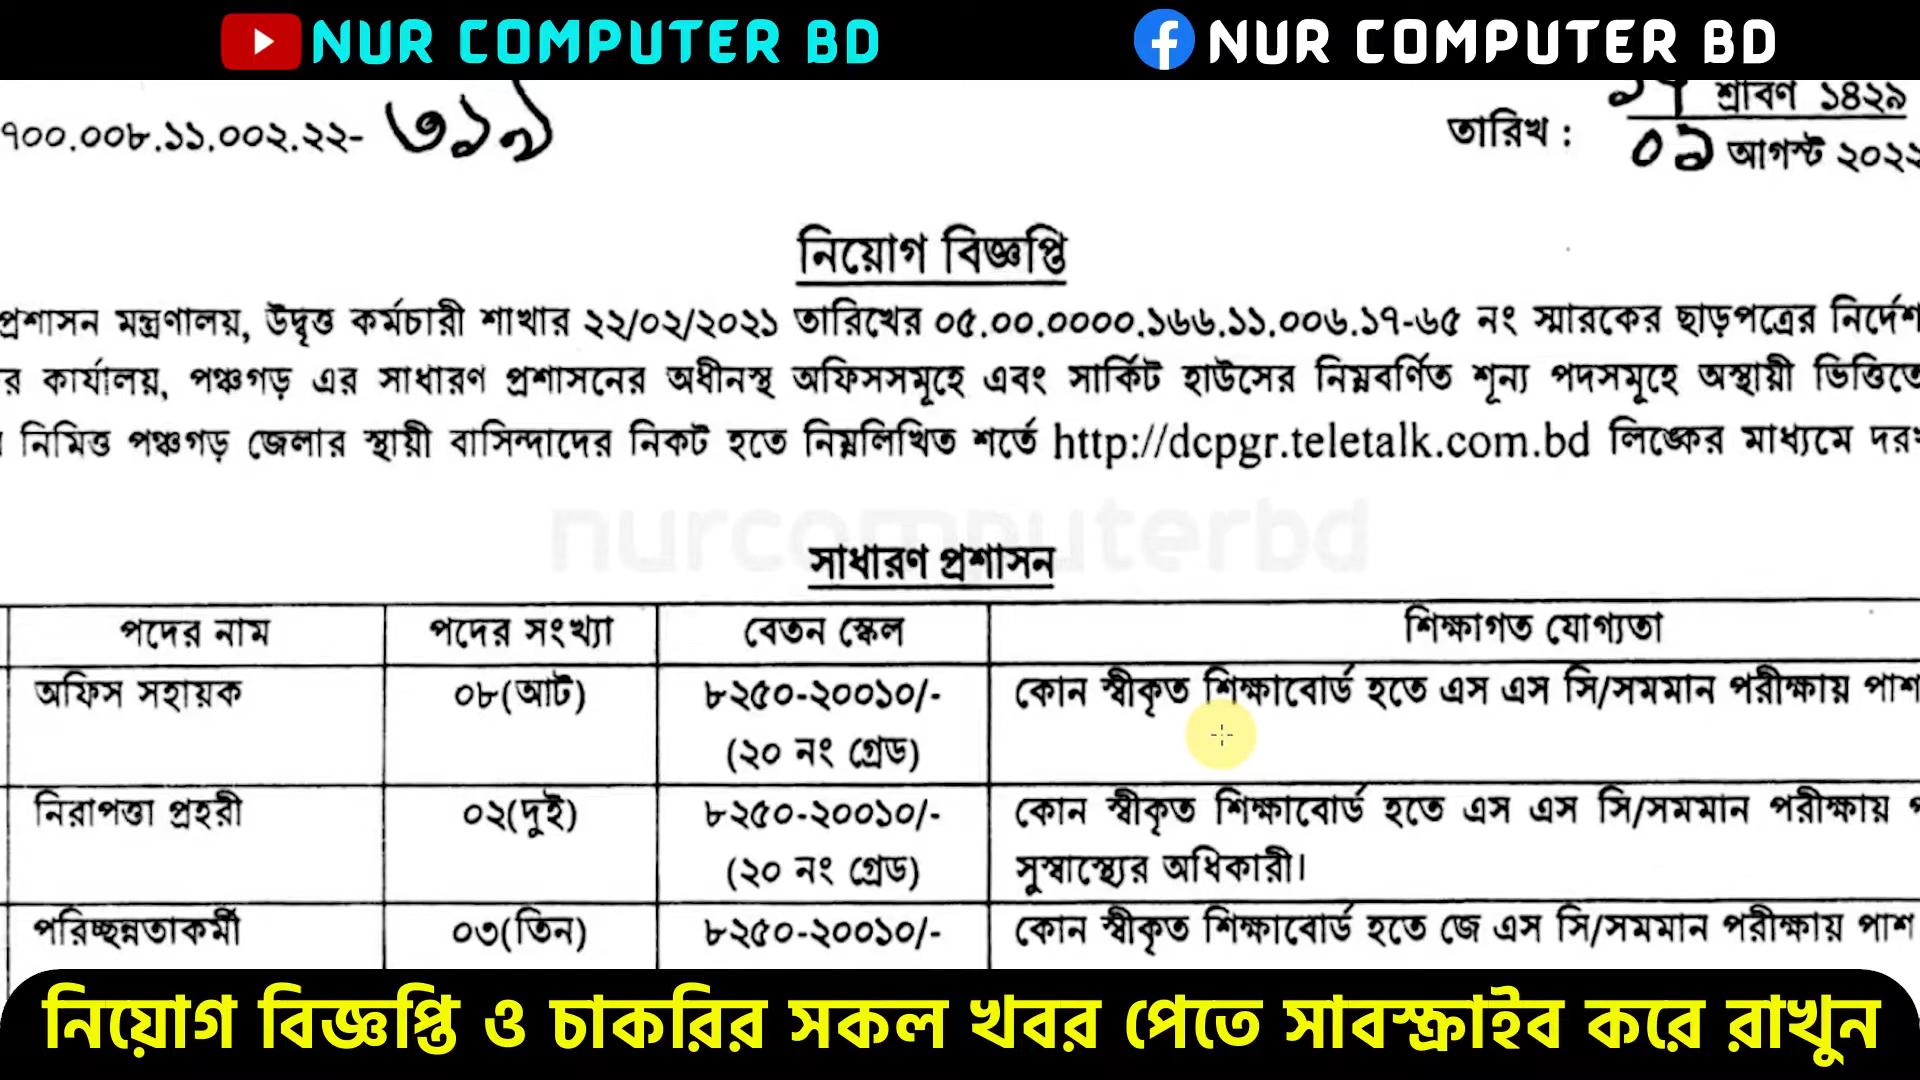 NUR COMPUTER BD NUR COMPUTER BD
১৭ শ্রাবণ ১৪২৯
৭০০.০০৮.১১.০০২.২২- ৩১৯ তারিখ :
০১ আগস্ট ২০২২
নিয়োগ বিজ্ঞপ্তি
প্রশাসন মন্ত্রণালয়, উদ্বৃত্ত কর্মচারী শাখার ২২/০২/২০২১ তারিখের ০৫.০০.০০০০.১৬৬.১১.০০৬.১৭-৬৫ নং স্মারকের ছাড়পত্রের নির্দেশ
র কার্যালয়, পঞ্চগড় এর সাধারণ প্রশাসনের অধীনস্থ অফিসসমূহে এবং সার্কিট হাউসের নিম্নবর্ণিত শূন্য পদসমূহে অস্থায়ী ভিত্তিতে
নিমিত্ত পঞ্চগড় জেলার স্থায়ী বাসিন্দাদের নিকট হতে নিম্নলিখিত শর্তে http://dcpgr.teletalk.com.bd লিঙ্কের মাধ্যমে দরখ
nurcomputerbd
সাধারণ প্রশাসন
পদের নাম পদের সংখ্যা বেতন স্কেল শিক্ষাগত যোগ্যতা
অফিস সহায়ক ০৮(আট) ৮২৫০-২০০১০/- কোন স্বীকৃত শিক্ষাবোর্ড হতে এস এস সি/সমমান পরীক্ষায় পাশ
(২০ নং গ্রেড)
নিরাপত্তা প্রহরী ০২(দুই) ৮২৫০-২০০১০/- কোন স্বীকৃত শিক্ষাবোর্ড হতে এস এস সি/সমমান পরীক্ষায়
(২০ নং গ্রেড) সুস্বাস্থ্যের অধিকারী।
পরিচ্ছন্নতাকর্মী ০৩(তিন) ৮২৫০-২০০১০/- কোন স্বীকৃত শিক্ষাবোর্ড হতে জে এস সি/সমমান পরীক্ষায় পাশ
নিয়োগ বিজ্ঞপ্তি ও চাকরির সকল খবর পেতে সাবস্ক্রাইব করে রাখুন